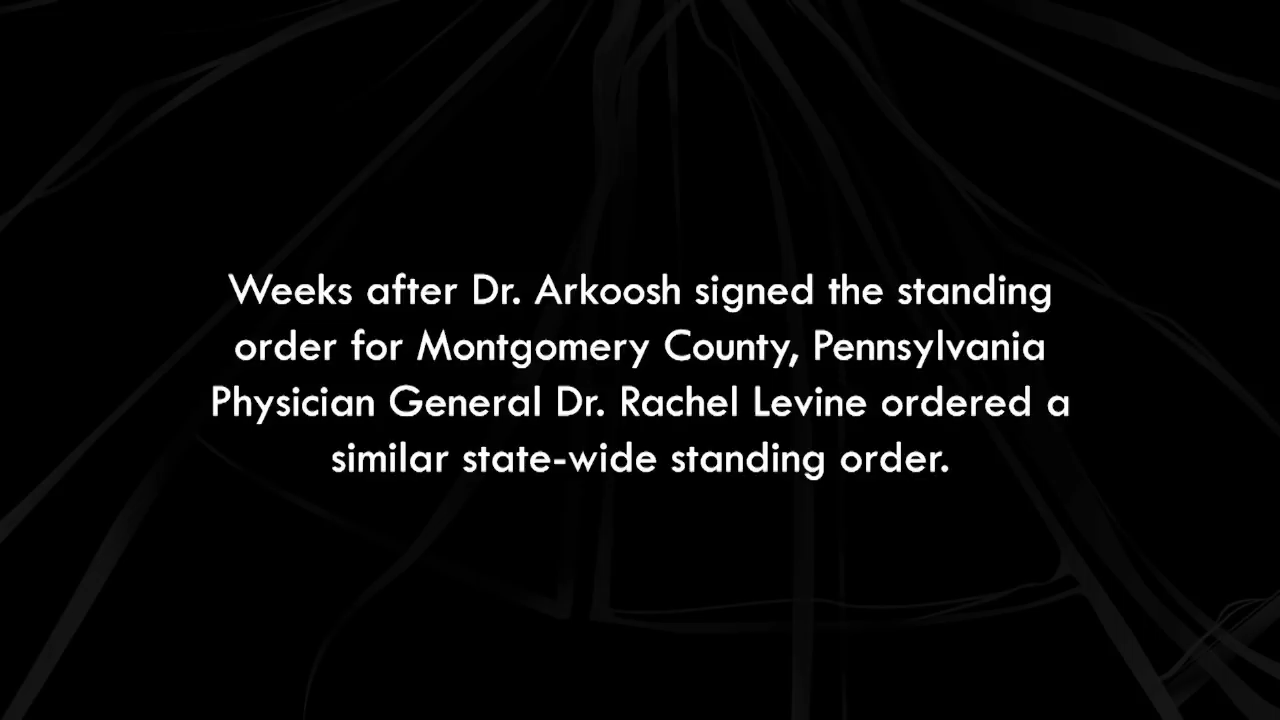 Weeks after Dr. Arkoosh signed the standing
order for Montgomery County, Pennsylvania
Physician General Dr. Rachel Levine ordered a
similar state-wide standing order.